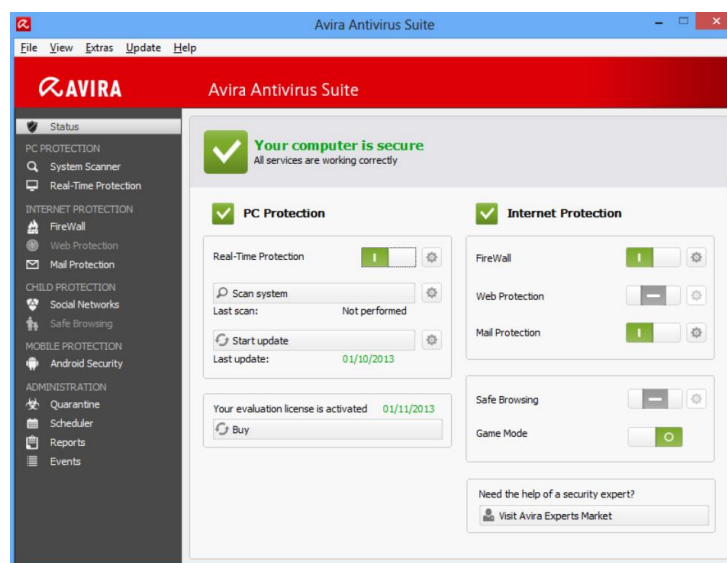 Avira Antivirus Suite
File View Extras Update Help
AVIRA
Avira Antivirus Suite
Status
PC PROTECTION
System Scanner
Real-Time Protection
INTERNET PROTECTION
FireWall
Web Protection
Mail Protection
CHILD PROTECTION
Social Networks
Safe Browsing
MOBILE PROTECTION
Android Security
ADMINISTRATION
Quarantine
Scheduler
Reports
Events
Your computer is secure
All services are working correctly
PC Protection
Real-Time Protection
Scan system
Last scan: Not performed
Start update
Last update: 01/10/2013
Your evaluation license is activated 01/11/2013
Buy
Internet Protection
FireWall
Web Protection
Mail Protection
Safe Browsing
Game Mode
Need the help of a security expert?
Visit Avira Experts Market